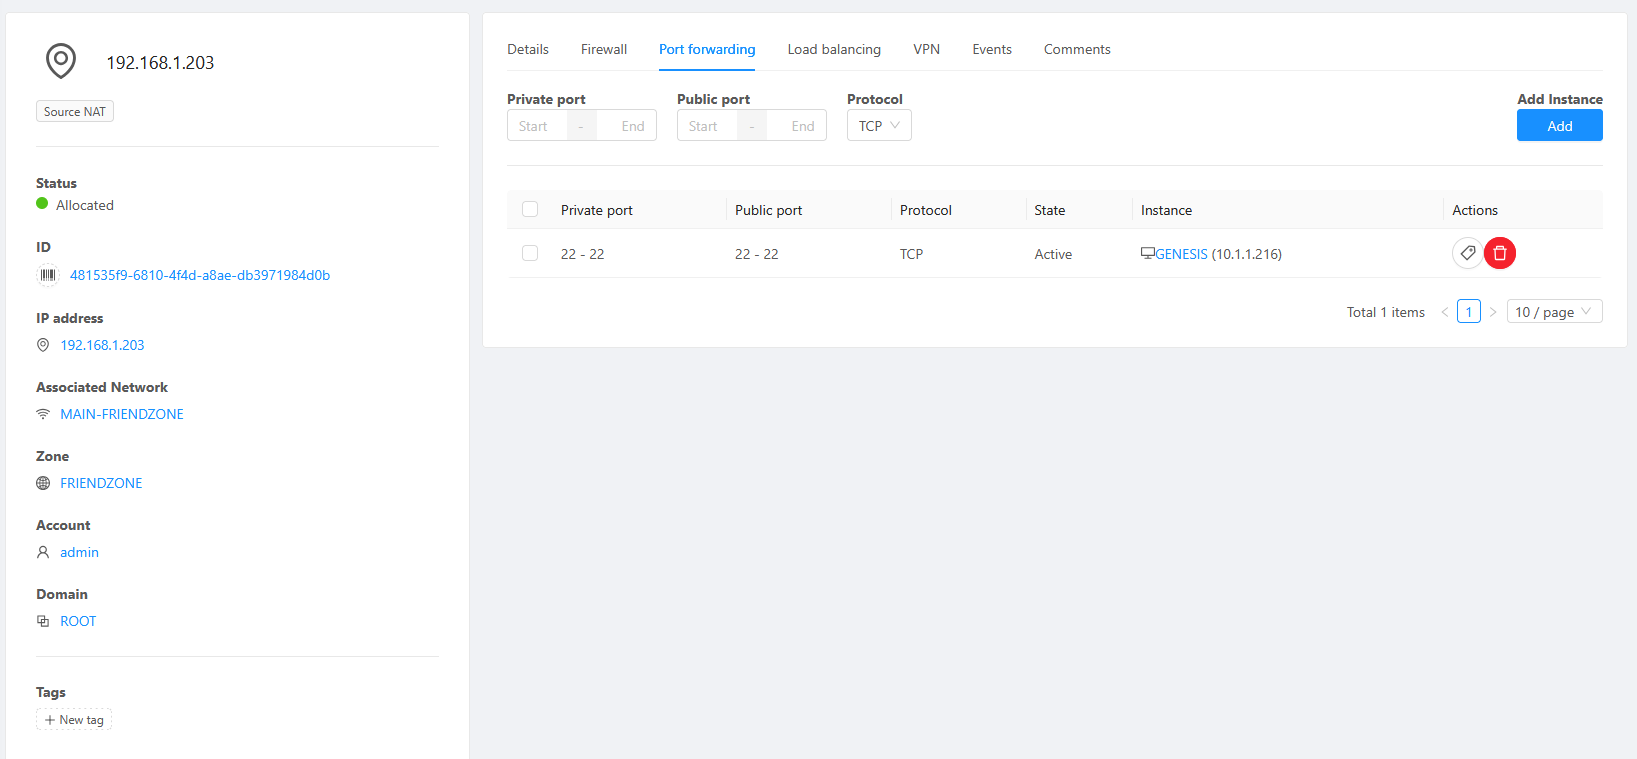 192.168.1.203
Source NAT
Status
Allocated
ID
481535f9-6810-4f4d-a8ae-db3971984d0b
IP address
192.168.1.203
Associated Network
MAIN-FRIENDZONE
Zone
FRIENDZONE
Account
admin
Domain
ROOT
Tags
+ New tag
Details Firewall Port forwarding Load balancing VPN Events Comments
Private port Public port Protocol Add Instance
Start - End Start - End TCP Add
Private port Public port Protocol State Instance Actions
22 - 22 22 - 22 TCP Active GENESIS (10.1.1.216)
Total 1 items < 1 > 10 / page